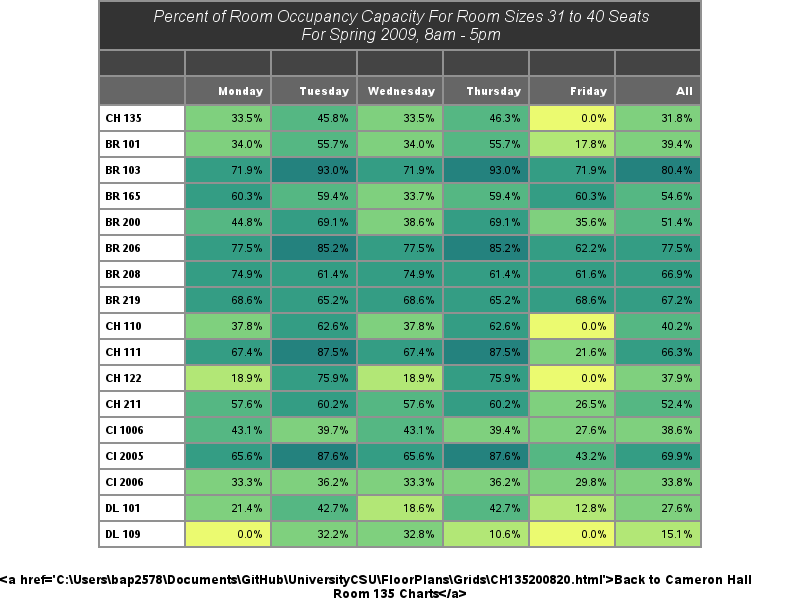 Percent of Room Occupancy Capacity For Room Sizes 31 to 40 Seats
For Spring 2009, 8am - 5pm
Monday Tuesday Wednesday Thursday Friday All
CH 135 33.5% 45.8% 33.5% 46.3% 0.0% 31.8%
BR 101 34.0% 55.7% 34.0% 55.7% 17.8% 39.4%
BR 103 71.9% 93.0% 71.9% 93.0% 71.9% 80.4%
BR 165 60.3% 59.4% 33.7% 59.4% 60.3% 54.6%
BR 200 44.8% 69.1% 38.6% 69.1% 35.6% 51.4%
BR 206 77.5% 85.2% 77.5% 85.2% 62.2% 77.5%
BR 208 74.9% 61.4% 74.9% 61.4% 61.6% 66.9%
BR 219 68.6% 65.2% 68.6% 65.2% 68.6% 67.2%
CH 110 37.8% 62.6% 37.8% 62.6% 0.0% 40.2%
CH 111 67.4% 87.5% 67.4% 87.5% 21.6% 66.3%
CH 122 18.9% 75.9% 18.9% 75.9% 0.0% 37.9%
CH 211 57.6% 60.2% 57.6% 60.2% 26.5% 52.4%
CI 1006 43.1% 39.7% 43.1% 39.4% 27.6% 38.6%
CI 2005 65.6% 87.6% 65.6% 87.6% 43.2% 69.9%
CI 2006 33.3% 36.2% 33.3% 36.2% 29.8% 33.8%
DL 101 21.4% 42.7% 18.6% 42.7% 12.8% 27.6%
DL 109 0.0% 32.2% 32.8% 10.6% 0.0% 15.1%
<a href='C:\Users\bap2578\Documents\GitHub\UniversityCSU\FloorPlans\Grids\CH135200820.html'>Back to Cameron Hall
Room 135 Charts</a>